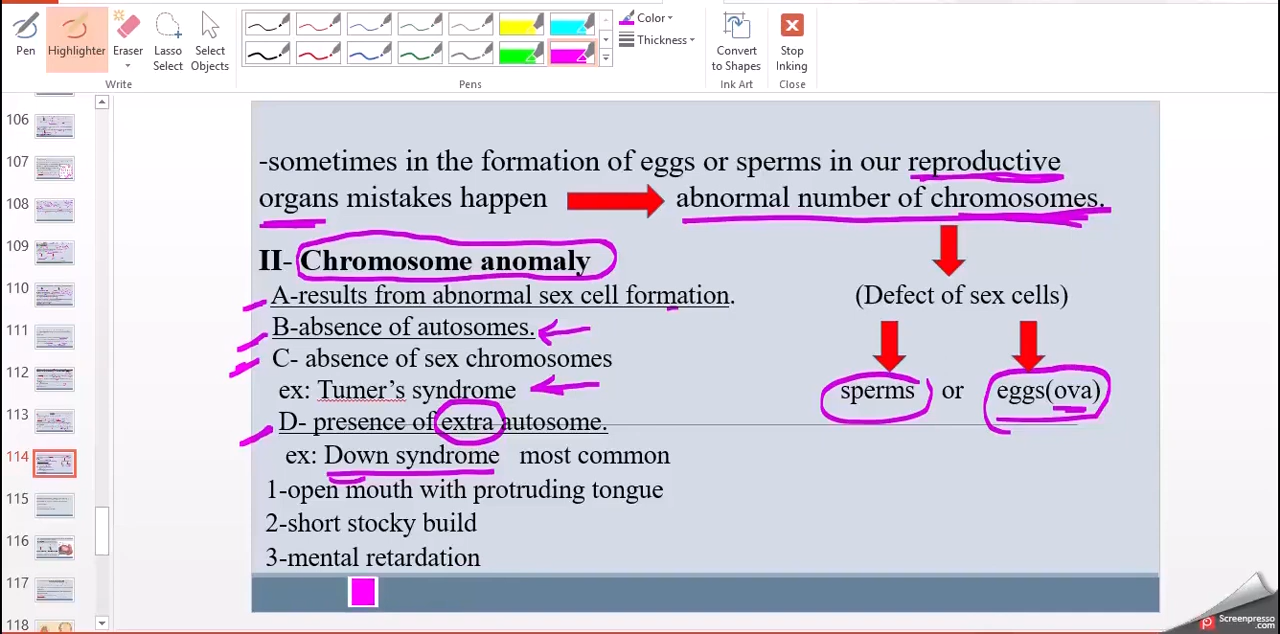 Pen
Highlighter
Eraser
Lasso
Select
Select
Objects
Write
Pens
Color
Thickness
Convert
to Shapes
Ink Art
Stop
Inking
Close
106
107
108
109
110
111
112
113
114
115
116
117
118
-sometimes in the formation of eggs or sperms in our reproductive
organs mistakes happen abnormal number of chromosomes.
II- Chromosome anomaly
A-results from abnormal sex cell formation.
(Defect of sex cells)
B-absence of autosomes.
C- absence of sex chromosomes
ex: Tumer’s syndrome
sperms or eggs(ova)
D- presence of extra autosome.
ex: Down syndrome most common
1-open mouth with protruding tongue
2-short stocky build
3-mental retardation
Screenpresso
.com